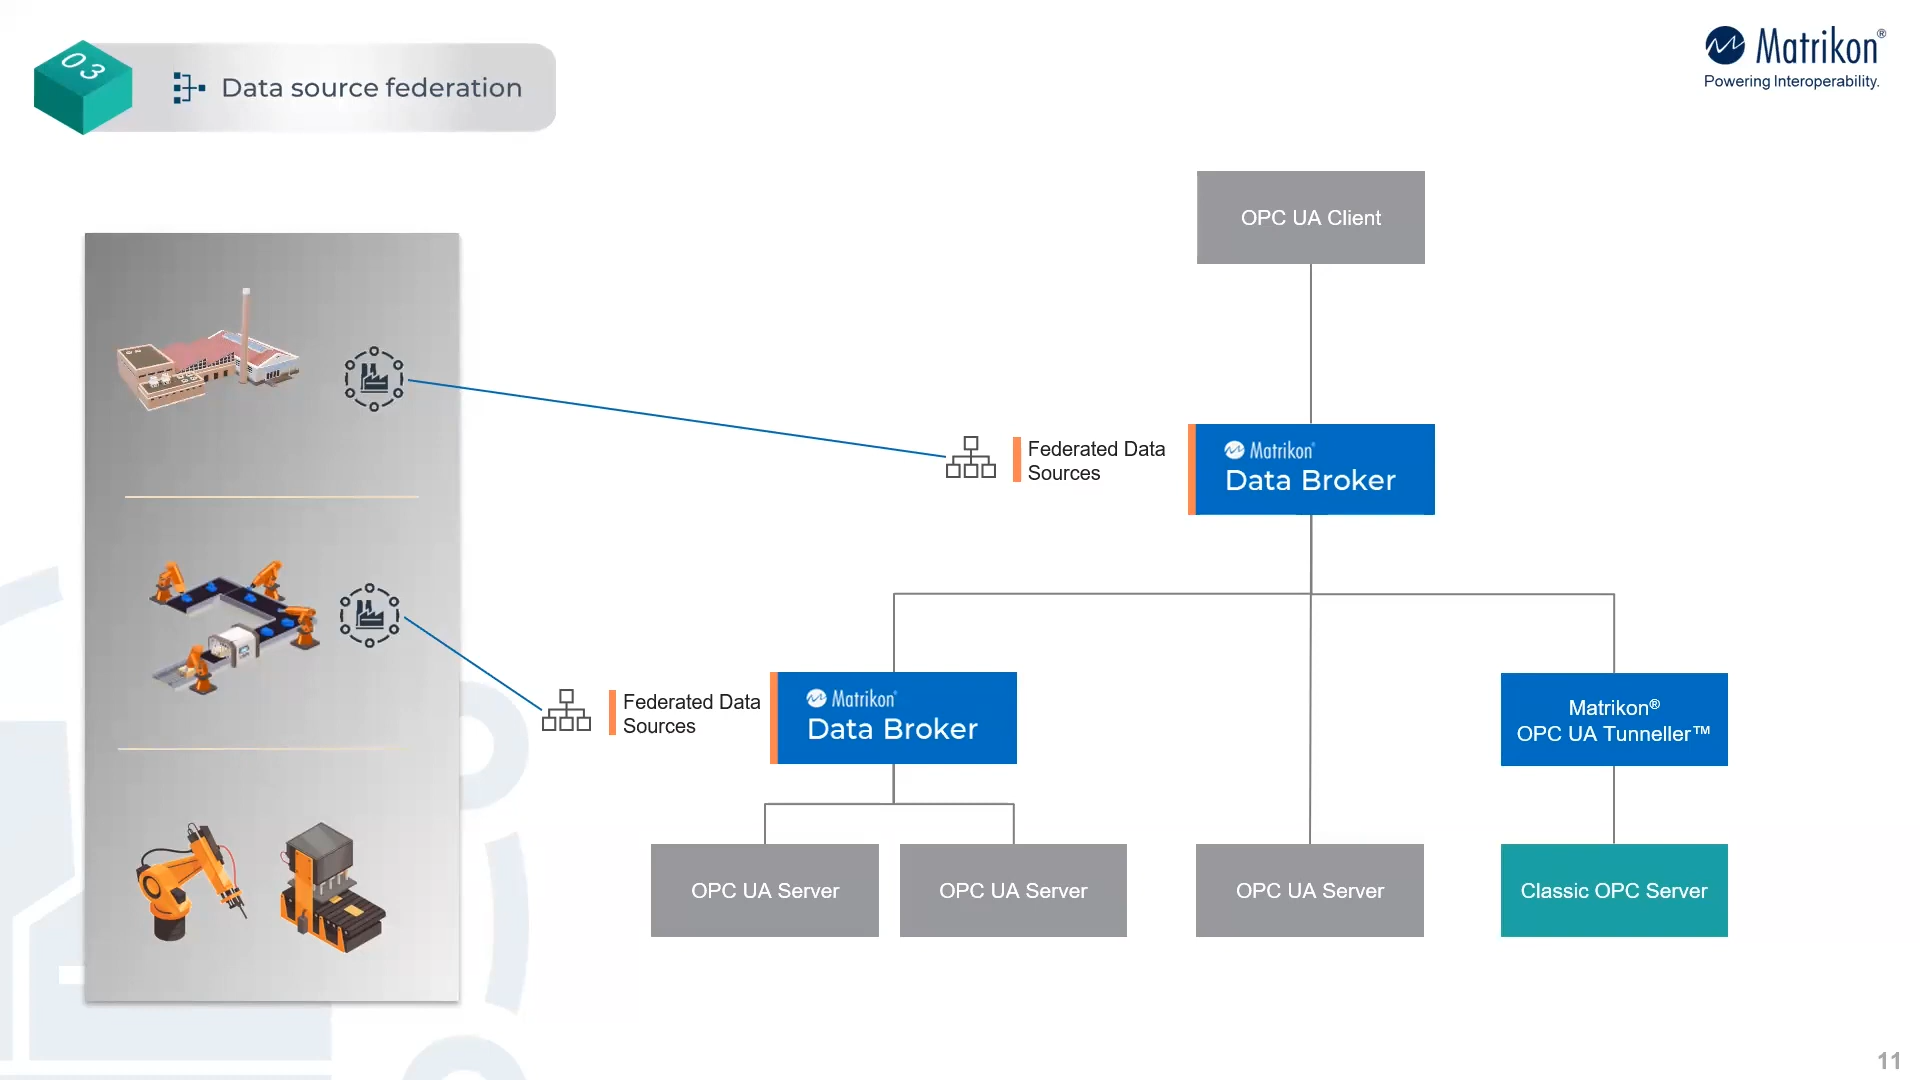 03
Data source federation
Matrikon®
Powering Interoperability.
OPC UA Client
Federated Data
Sources
Matrikon®
Data Broker
Federated Data
Sources
Matrikon®
Data Broker
Matrikon®
OPC UA Tunneller™
OPC UA Server
OPC UA Server
OPC UA Server
Classic OPC Server
11